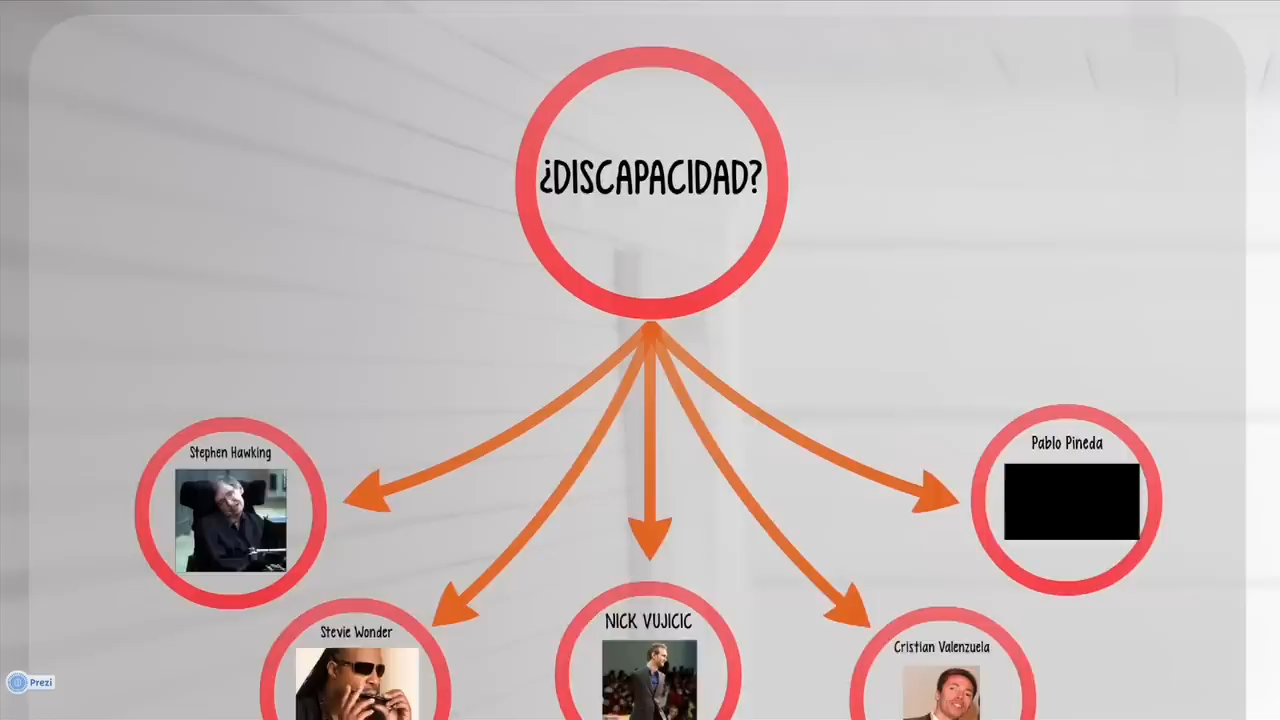 ¿DISCAPACIDAD?
Stephen Hawking
Pablo Pineda
Stevie Wonder
NICK VUJICIC
Cristian Valenzuela
Prezi